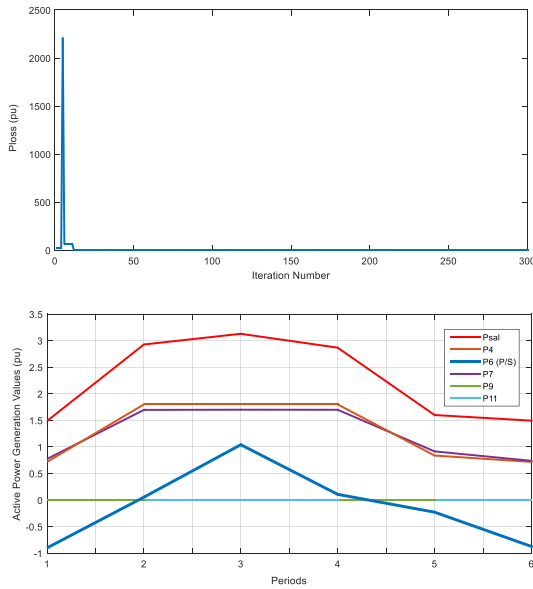 2500
2000
1500
1000
500
0
Ploss (pu)
0 50 100 150 200 250 300
Iteration Number
3.5
3
2.5
2
1.5
1
0.5
0
-0.5
-1
Active Power Generation Values (pu)
Psal
P4
P6 (P/S)
P7
P9
P11
1 2 3 4 5 6
Periods